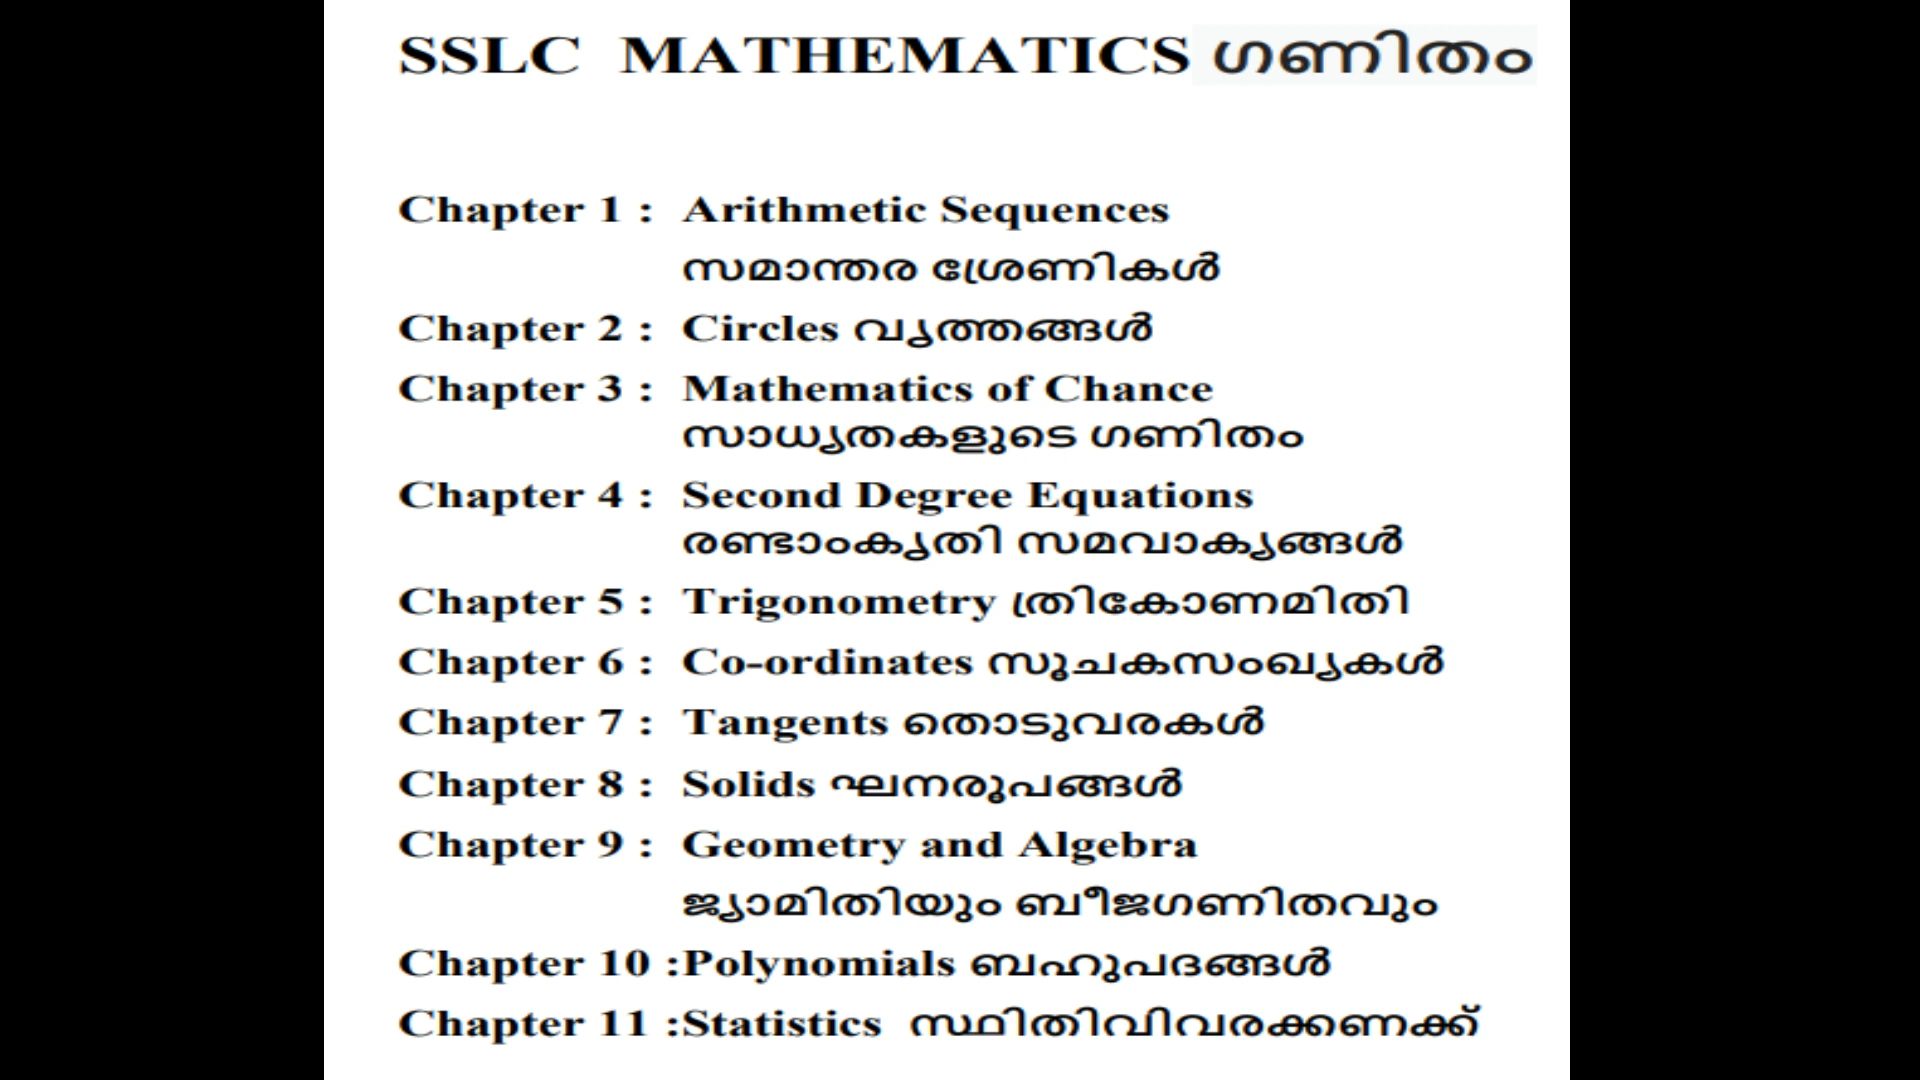 SSLC MATHEMATICS ഗണിതം
Chapter 1 : Arithmetic Sequences
സമാന്തര ശ്രേണികൾ
Chapter 2 : Circles വൃത്തങ്ങൾ
Chapter 3 : Mathematics of Chance
സാധ്യതകളുടെ ഗണിതം
Chapter 4 : Second Degree Equations
രണ്ടാംകൃതി സമവാക്യങ്ങൾ
Chapter 5 : Trigonometry ത്രികോണമിതി
Chapter 6 : Co-ordinates സൂചകസംഖ്യകൾ
Chapter 7 : Tangents തൊടുവരകൾ
Chapter 8 : Solids ഘനരൂപങ്ങൾ
Chapter 9 : Geometry and Algebra
ജ്യാമിതിയും ബീജഗണിതവും
Chapter 10 :Polynomials ബഹുപദങ്ങൾ
Chapter 11 :Statistics സ്ഥിതിവിവരക്കണക്ക്